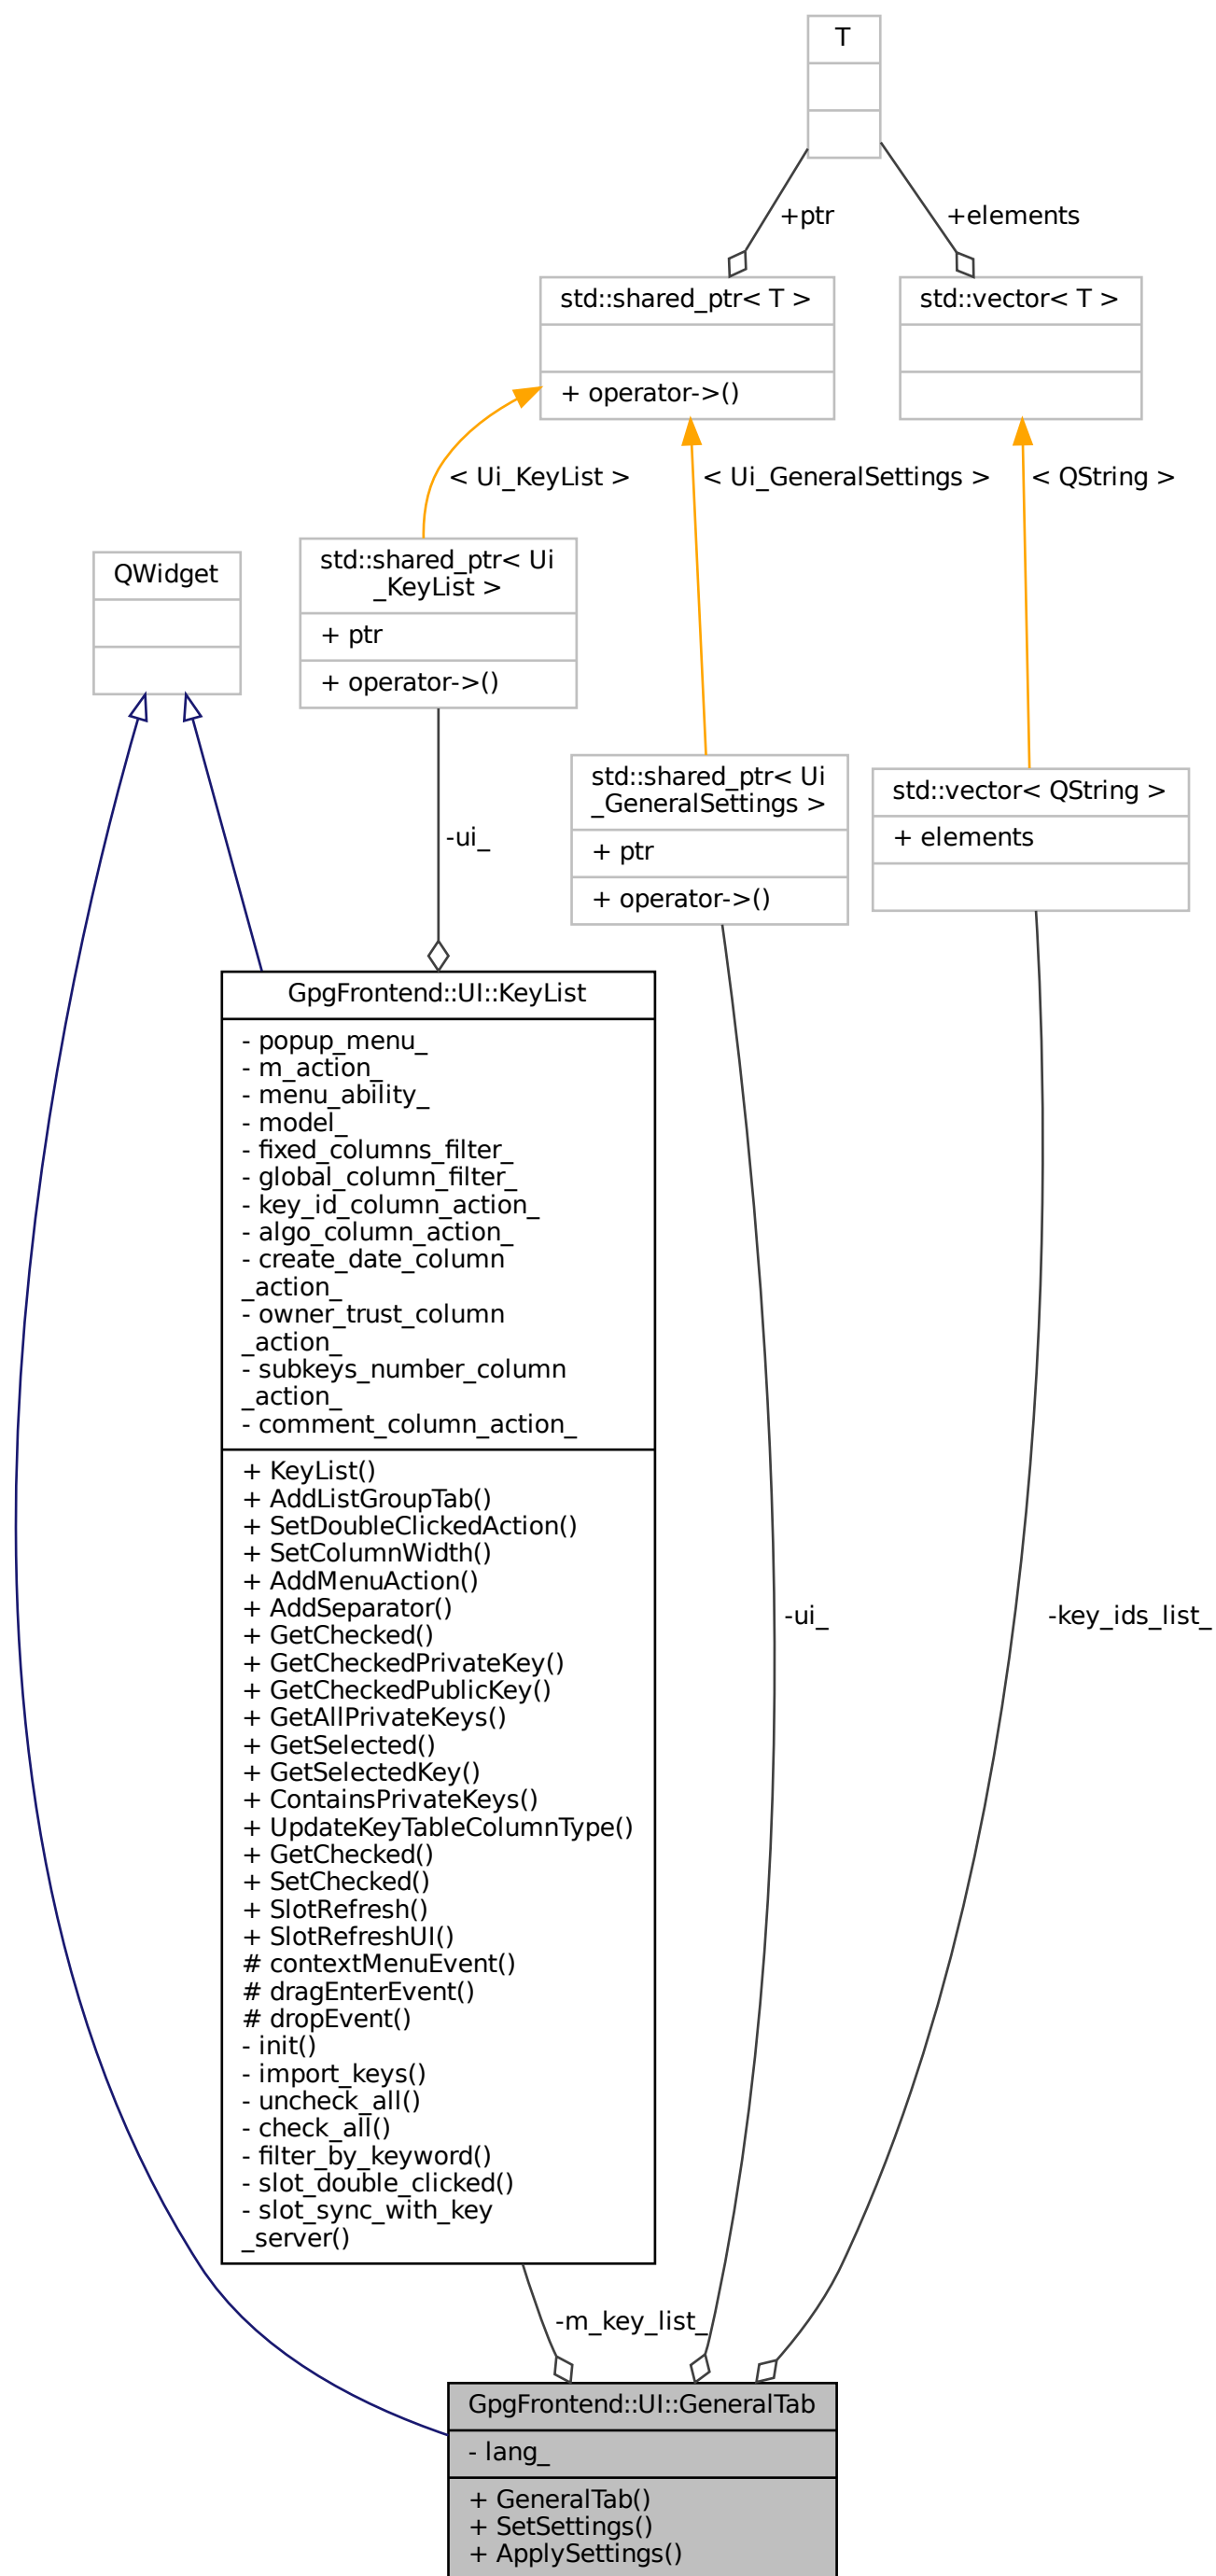 T
+ptr
+elements
std::shared_ptr< T >
+ operator->()
std::vector< T >
< Ui_KeyList >
< Ui_GeneralSettings >
< QString >
QWidget
std::shared_ptr< Ui
_KeyList >
+ ptr
+ operator->()
std::shared_ptr< Ui
_GeneralSettings >
+ ptr
+ operator->()
std::vector< QString >
+ elements
-ui_
GpgFrontend::UI::KeyList
- popup_menu_
- m_action_
- menu_ability_
- model_
- fixed_columns_filter_
- global_column_filter_
- key_id_column_action_
- algo_column_action_
- create_date_column
_action_
- owner_trust_column
_action_
- subkeys_number_column
_action_
- comment_column_action_
+ KeyList()
+ AddListGroupTab()
+ SetDoubleClickedAction()
+ SetColumnWidth()
+ AddMenuAction()
+ AddSeparator()
+ GetChecked()
+ GetCheckedPrivateKey()
+ GetCheckedPublicKey()
+ GetAllPrivateKeys()
+ GetSelected()
+ GetSelectedKey()
+ ContainsPrivateKeys()
+ UpdateKeyTableColumnType()
+ GetChecked()
+ SetChecked()
+ SlotRefresh()
+ SlotRefreshUI()
# contextMenuEvent()
# dragEnterEvent()
# dropEvent()
- init()
- import_keys()
- uncheck_all()
- check_all()
- filter_by_keyword()
- slot_double_clicked()
- slot_sync_with_key
_server()
-ui_
-key_ids_list_
-m_key_list_
GpgFrontend::UI::GeneralTab
- lang_
+ GeneralTab()
+ SetSettings()
+ ApplySettings()